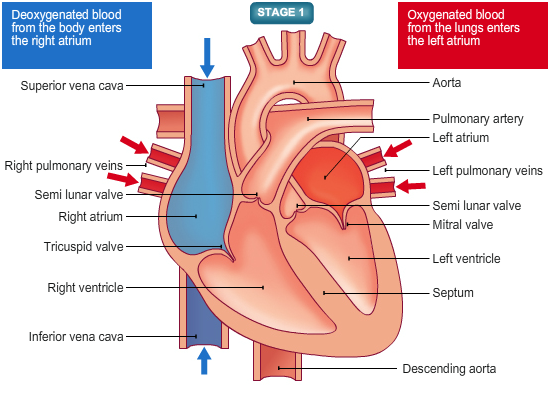 Deoxygenated blood
from the body enters
the right atrium
STAGE 1
Oxygenated blood
from the lungs enters
the left atrium
Superior vena cava
Right pulmonary veins
Semi lunar valve
Right atrium
Tricuspid valve
Right ventricle
Inferior vena cava
Aorta
Pulmonary artery
Left atrium
Left pulmonary veins
Semi lunar valve
Mitral valve
Left ventricle
Septum
Descending aorta